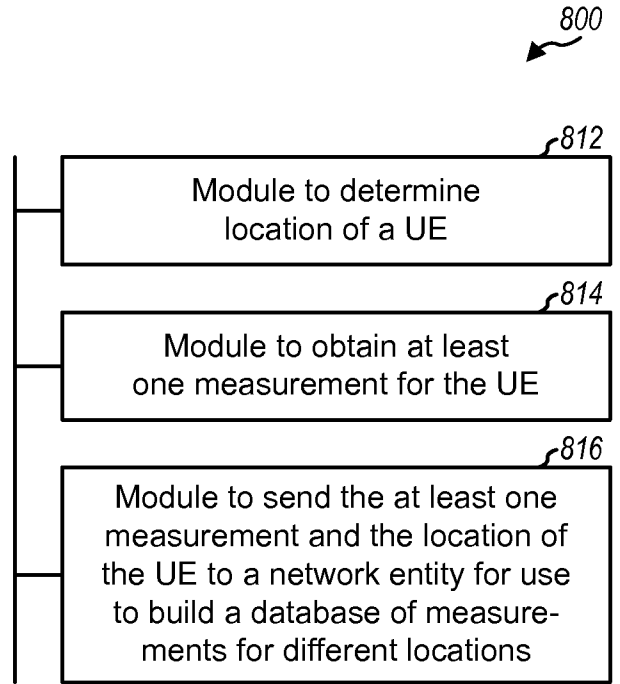 800
812
Module to determine
location of a UE
814
Module to obtain at least
one measurement for the UE
816
Module to send the at least one
measurement and the location of
the UE to a network entity for use
to build a database of measure-
ments for different locations